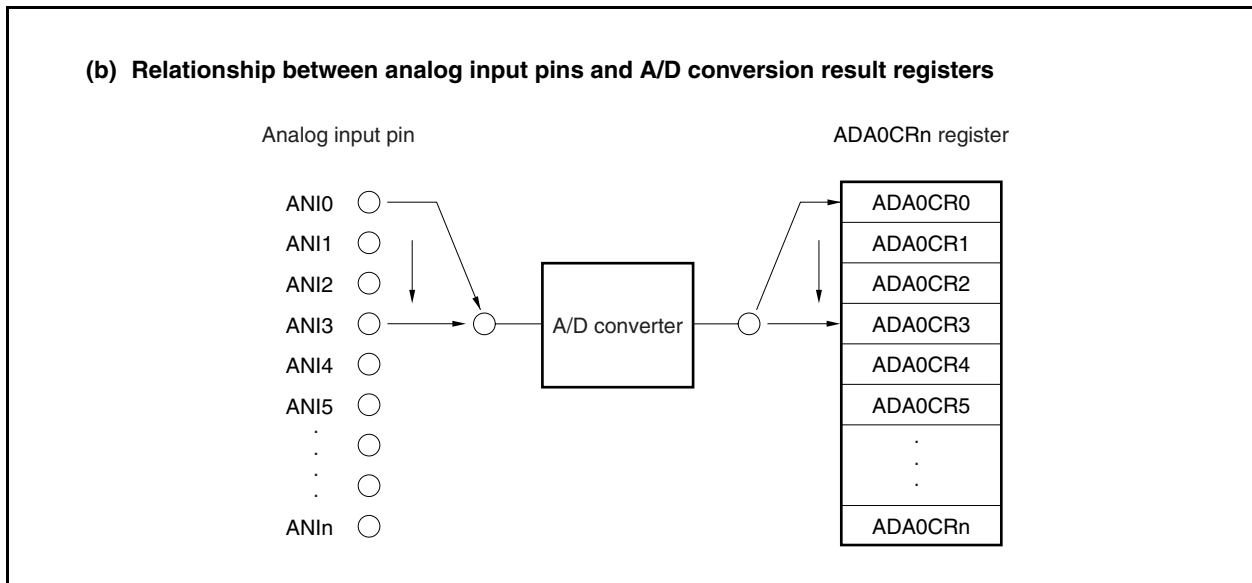 (b) Relationship between analog input pins and A/D conversion result registers
Analog input pin
ADA0CRn register
ANI0
ANI1
ANI2
ANI3
ANI4
ANI5
.
.
.
.
ANIn
A/D converter
ADA0CR0
ADA0CR1
ADA0CR2
ADA0CR3
ADA0CR4
ADA0CR5
.
.
.
ADA0CRn